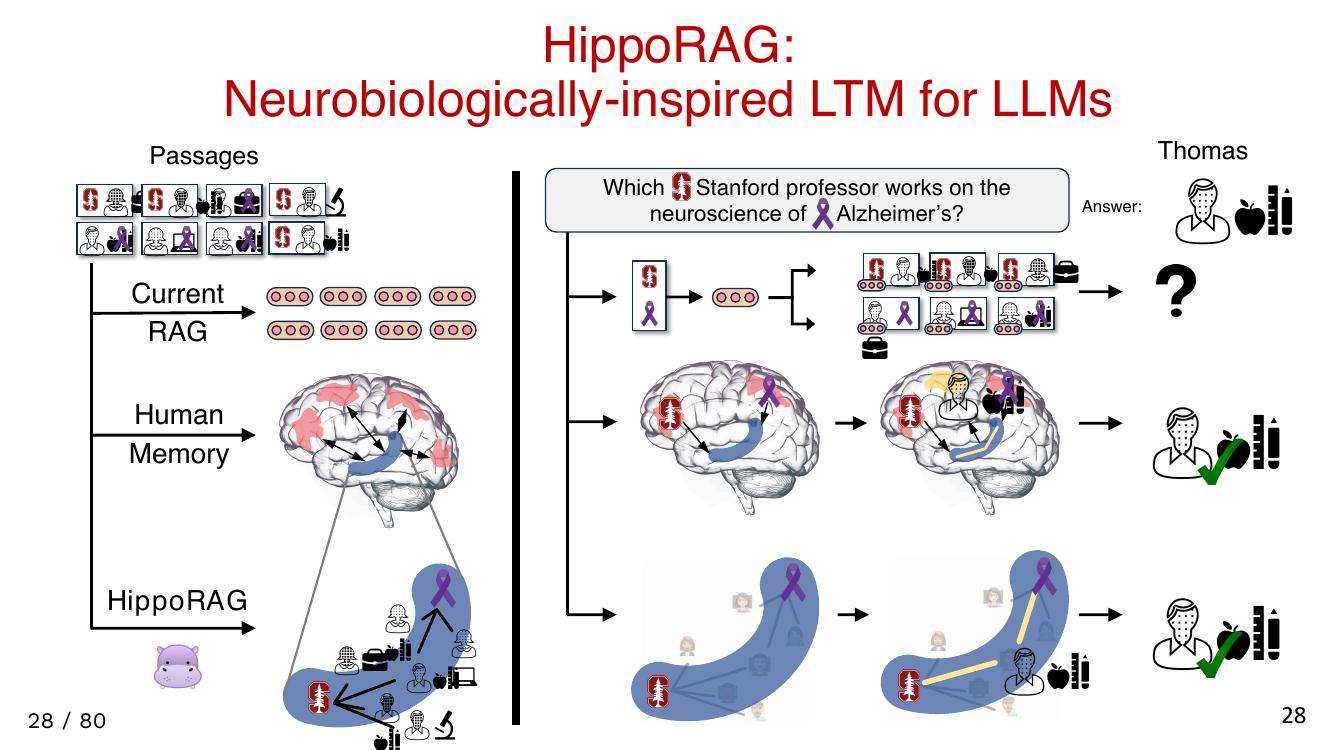 HippoRAG:
Neurobiologically-inspired LTM for LLMs
Passages
Current
RAG
Human
Memory
HippoRAG
28 / 80
Which Stanford professor works on the
neuroscience of Alzheimer's?
Answer:
Thomas
?
28